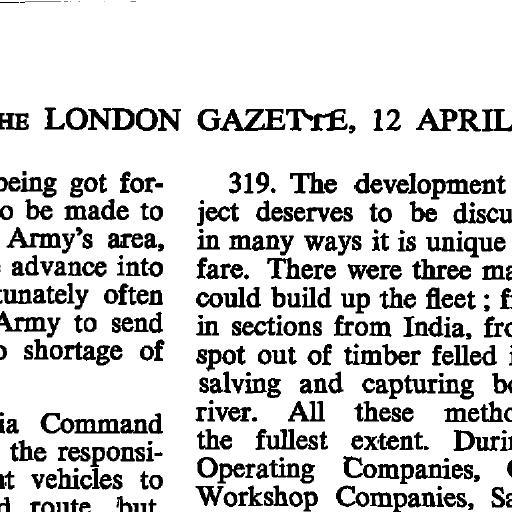 THE LONDON GAZETTE, 12 APRIL
being got for-
to be made to
Army's area,
advance into
tunately often
Army to send
shortage of
ia Command
the responsi-
vehicles to
route, but
319. The development
ject deserves to be discu
in many ways it is unique
fare. There were three ma
could build up the fleet; fi
in sections from India, fro
spot out of timber felled i
salving and capturing bo
river. All these metho
the fullest extent. Duri
Operating Companies,
Workshop Companies, Sa